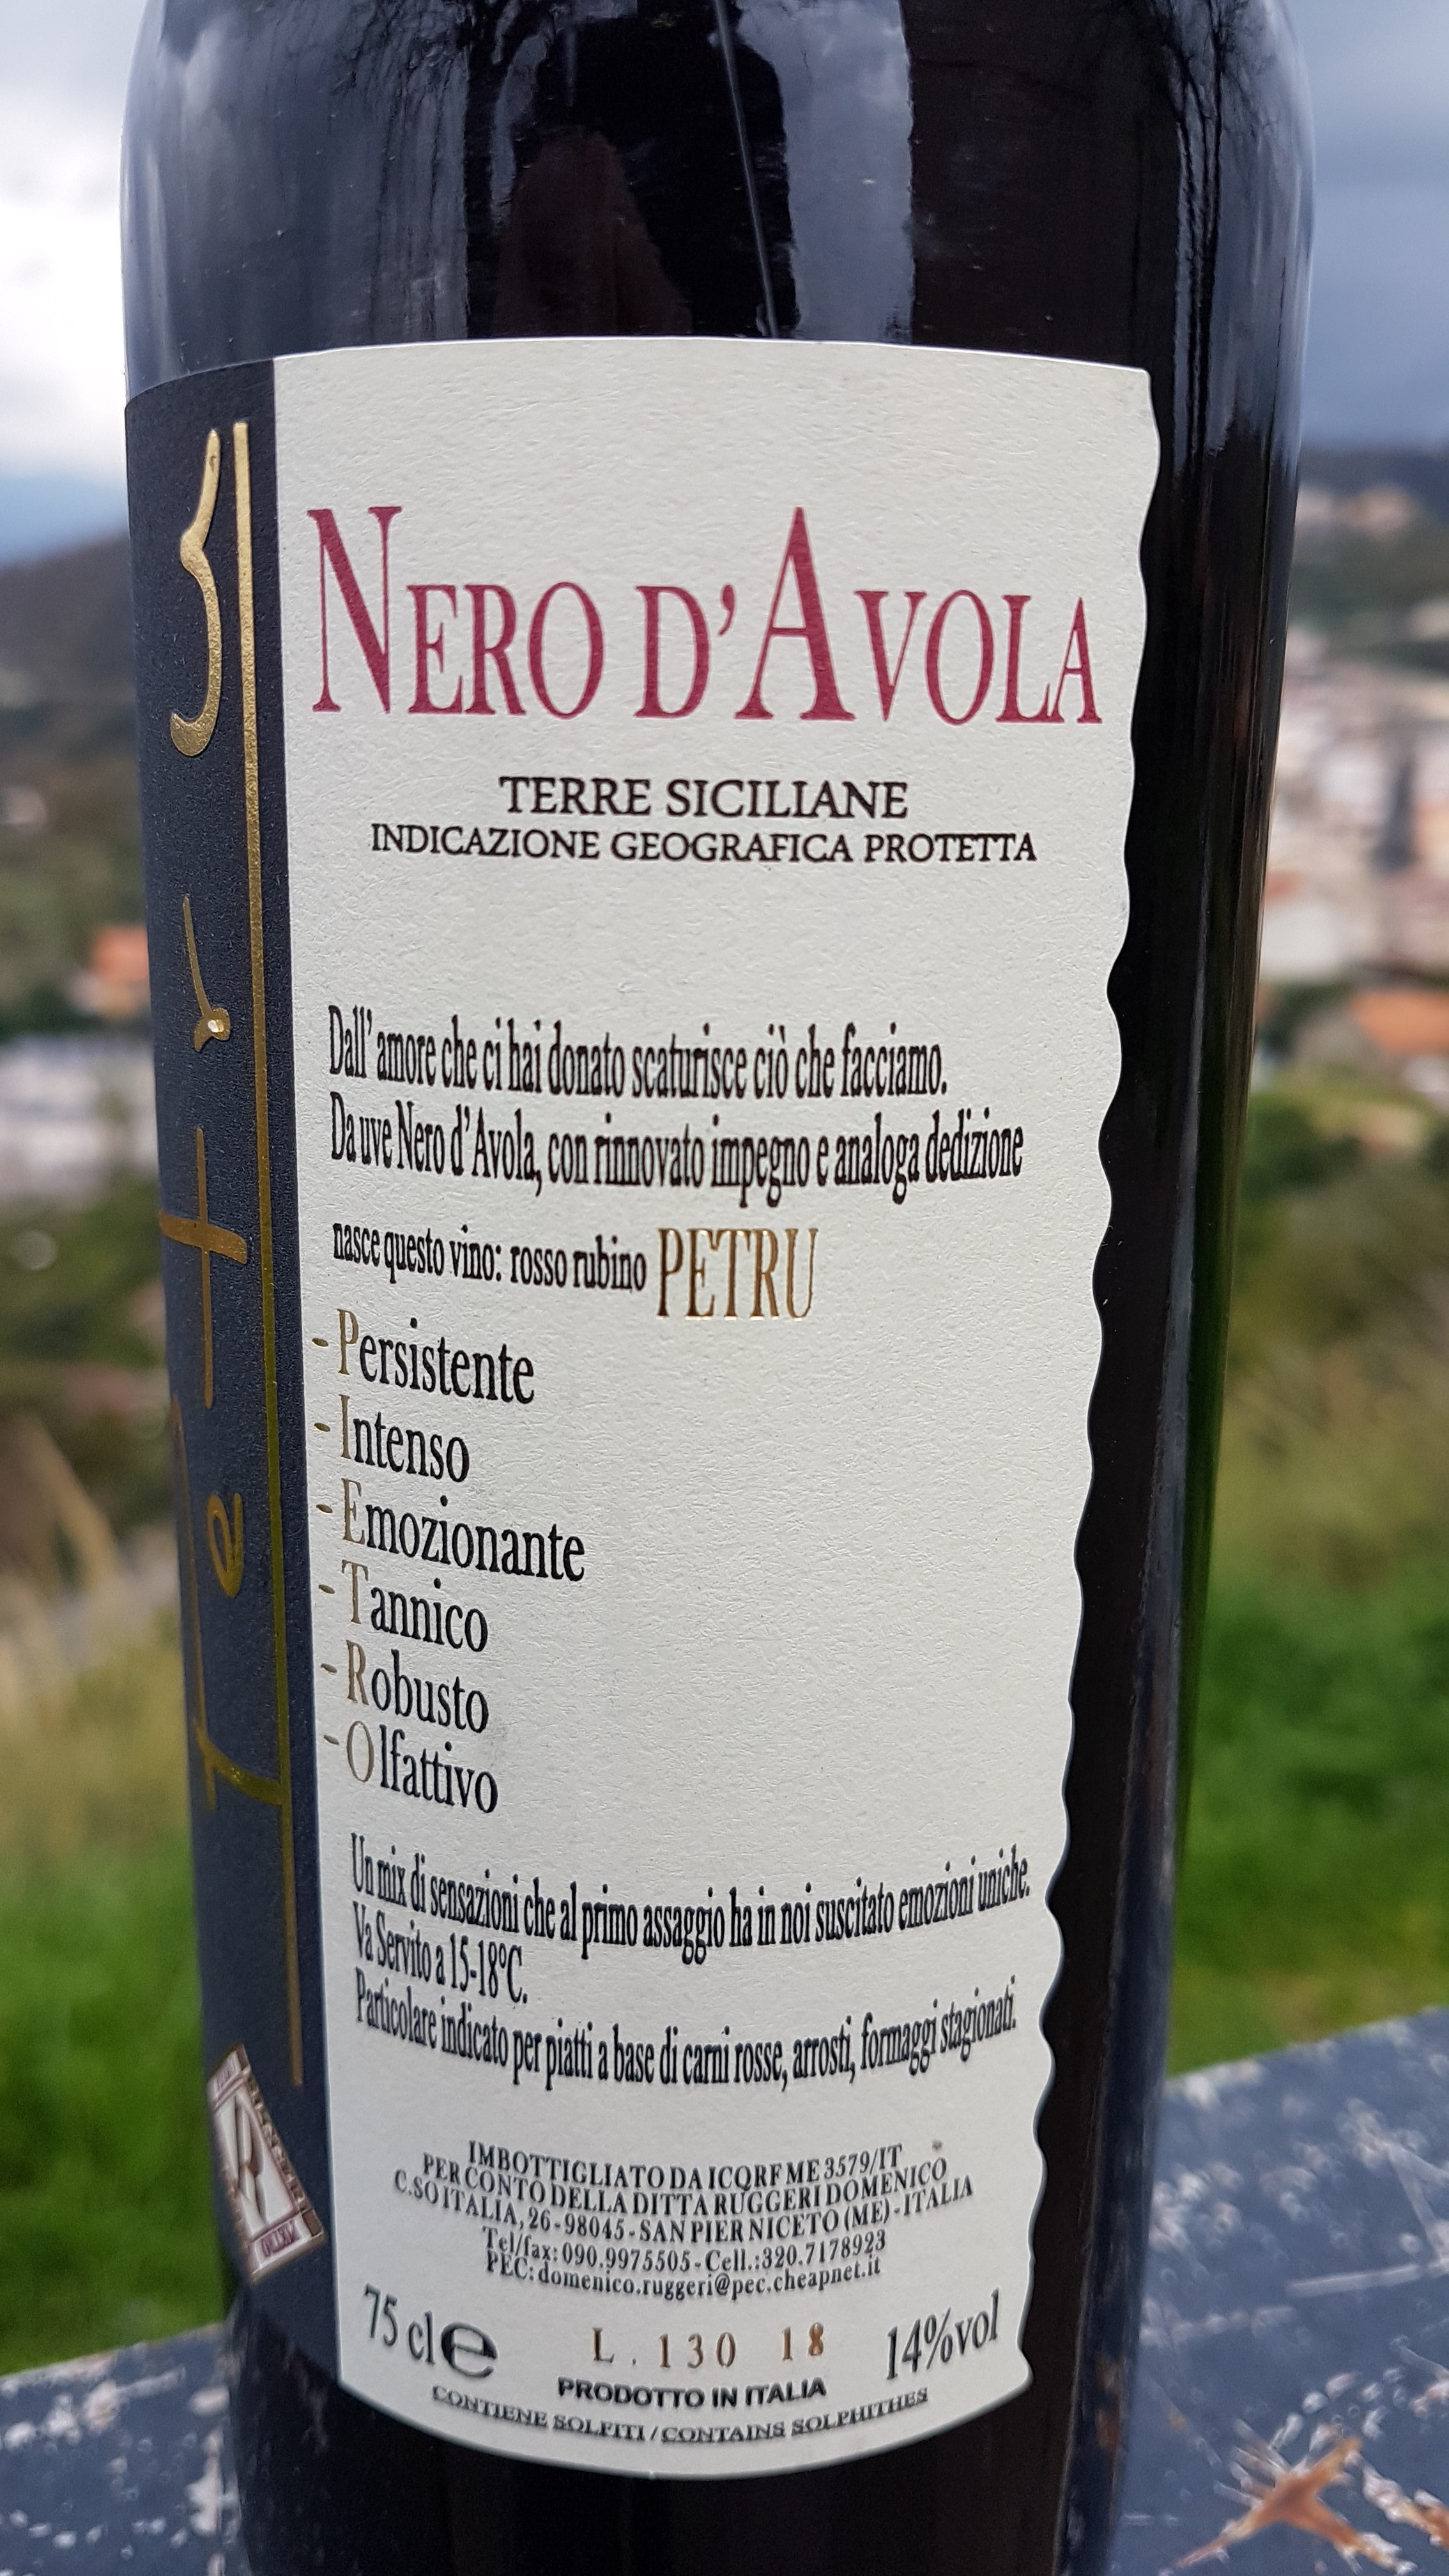 NERO D'AVOLA
TERRE SICILIANE
INDICAZIONE GEOGRAFICA PROTETTA
Dall'amore che ci hai donato scaturisce ciò che facciamo.
Da uve Nero d'Avola, con rinnovato impegno e analoga dedizione
nasce questo vino: rosso rubino PETRU
-Persistente
-Intenso
-Emozionante
-Tannico
-Robusto
-Olfattivo
Un mix di sensazioni che al primo assaggio ha in noi suscitato emozioni uniche.
Va Servito a 15-18°C.
Particolare indicato per piatti a base di carni rosse, arrosti, formaggi stagionati.
IMBOTTIGLIATO DA ICQRF ME 3579/IT
PER CONTO DELLA DITTA RUGGERI DOMENICO
C.SO ITALIA, 26 - 98045 - SAN PIER NICETO (ME) - ITALIA
Tel/fax: 090.9975505 - Cell.:320.7178923
PEC: domenico.ruggeri@pec.cheapnet.it
75 cl e L. 130 18 14%vol
PRODOTTO IN ITALIA
CONTIENE SOLFITI / CONTAINS SOLPHITHES